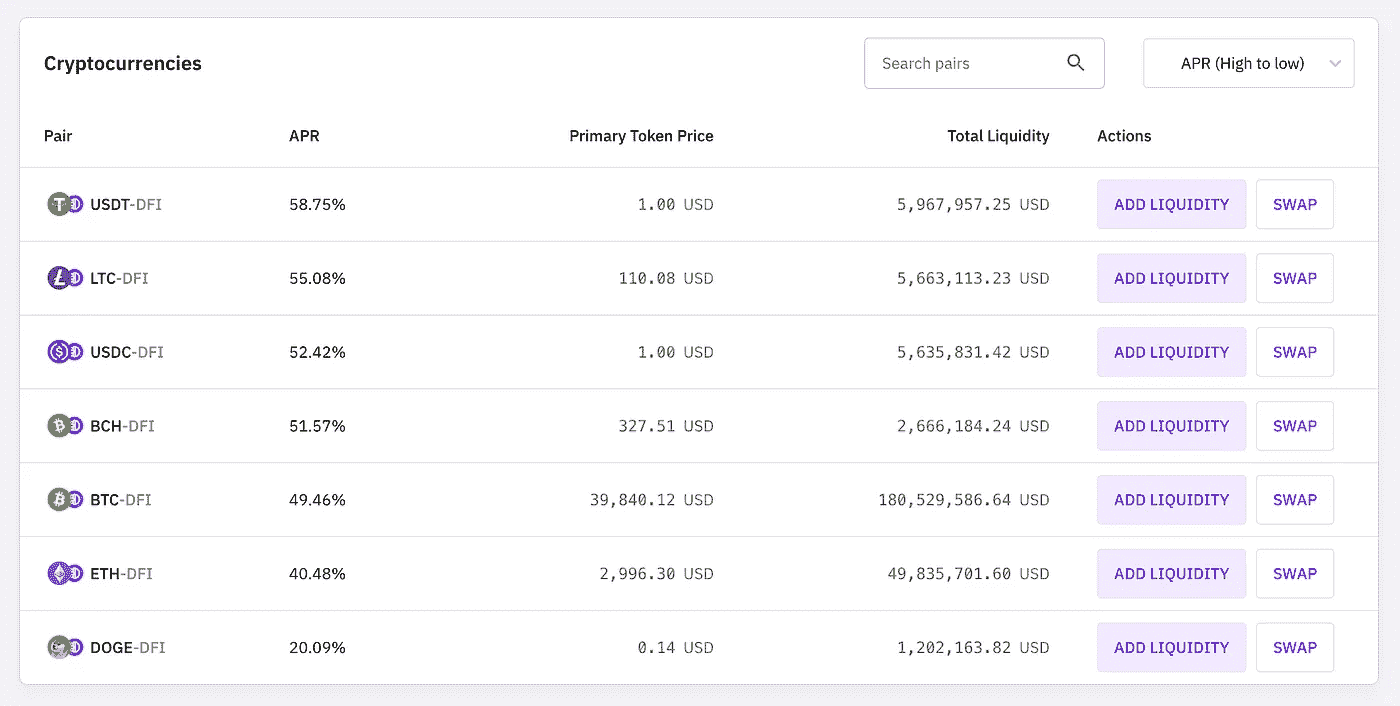 Cryptocurrencies Search pairs APR (High to low)
Pair APR Primary Token Price Total Liquidity Actions
USDT-DFI 58.75% 1.00 USD 5,967,957.25 USD ADD LIQUIDITY SWAP
LTC-DFI 55.08% 110.08 USD 5,663,113.23 USD ADD LIQUIDITY SWAP
USDC-DFI 52.42% 1.00 USD 5,635,831.42 USD ADD LIQUIDITY SWAP
BCH-DFI 51.57% 327.51 USD 2,666,184.24 USD ADD LIQUIDITY SWAP
BTC-DFI 49.46% 39,840.12 USD 180,529,586.64 USD ADD LIQUIDITY SWAP
ETH-DFI 40.48% 2,996.30 USD 49,835,701.60 USD ADD LIQUIDITY SWAP
DOGE-DFI 20.09% 0.14 USD 1,202,163.82 USD ADD LIQUIDITY SWAP